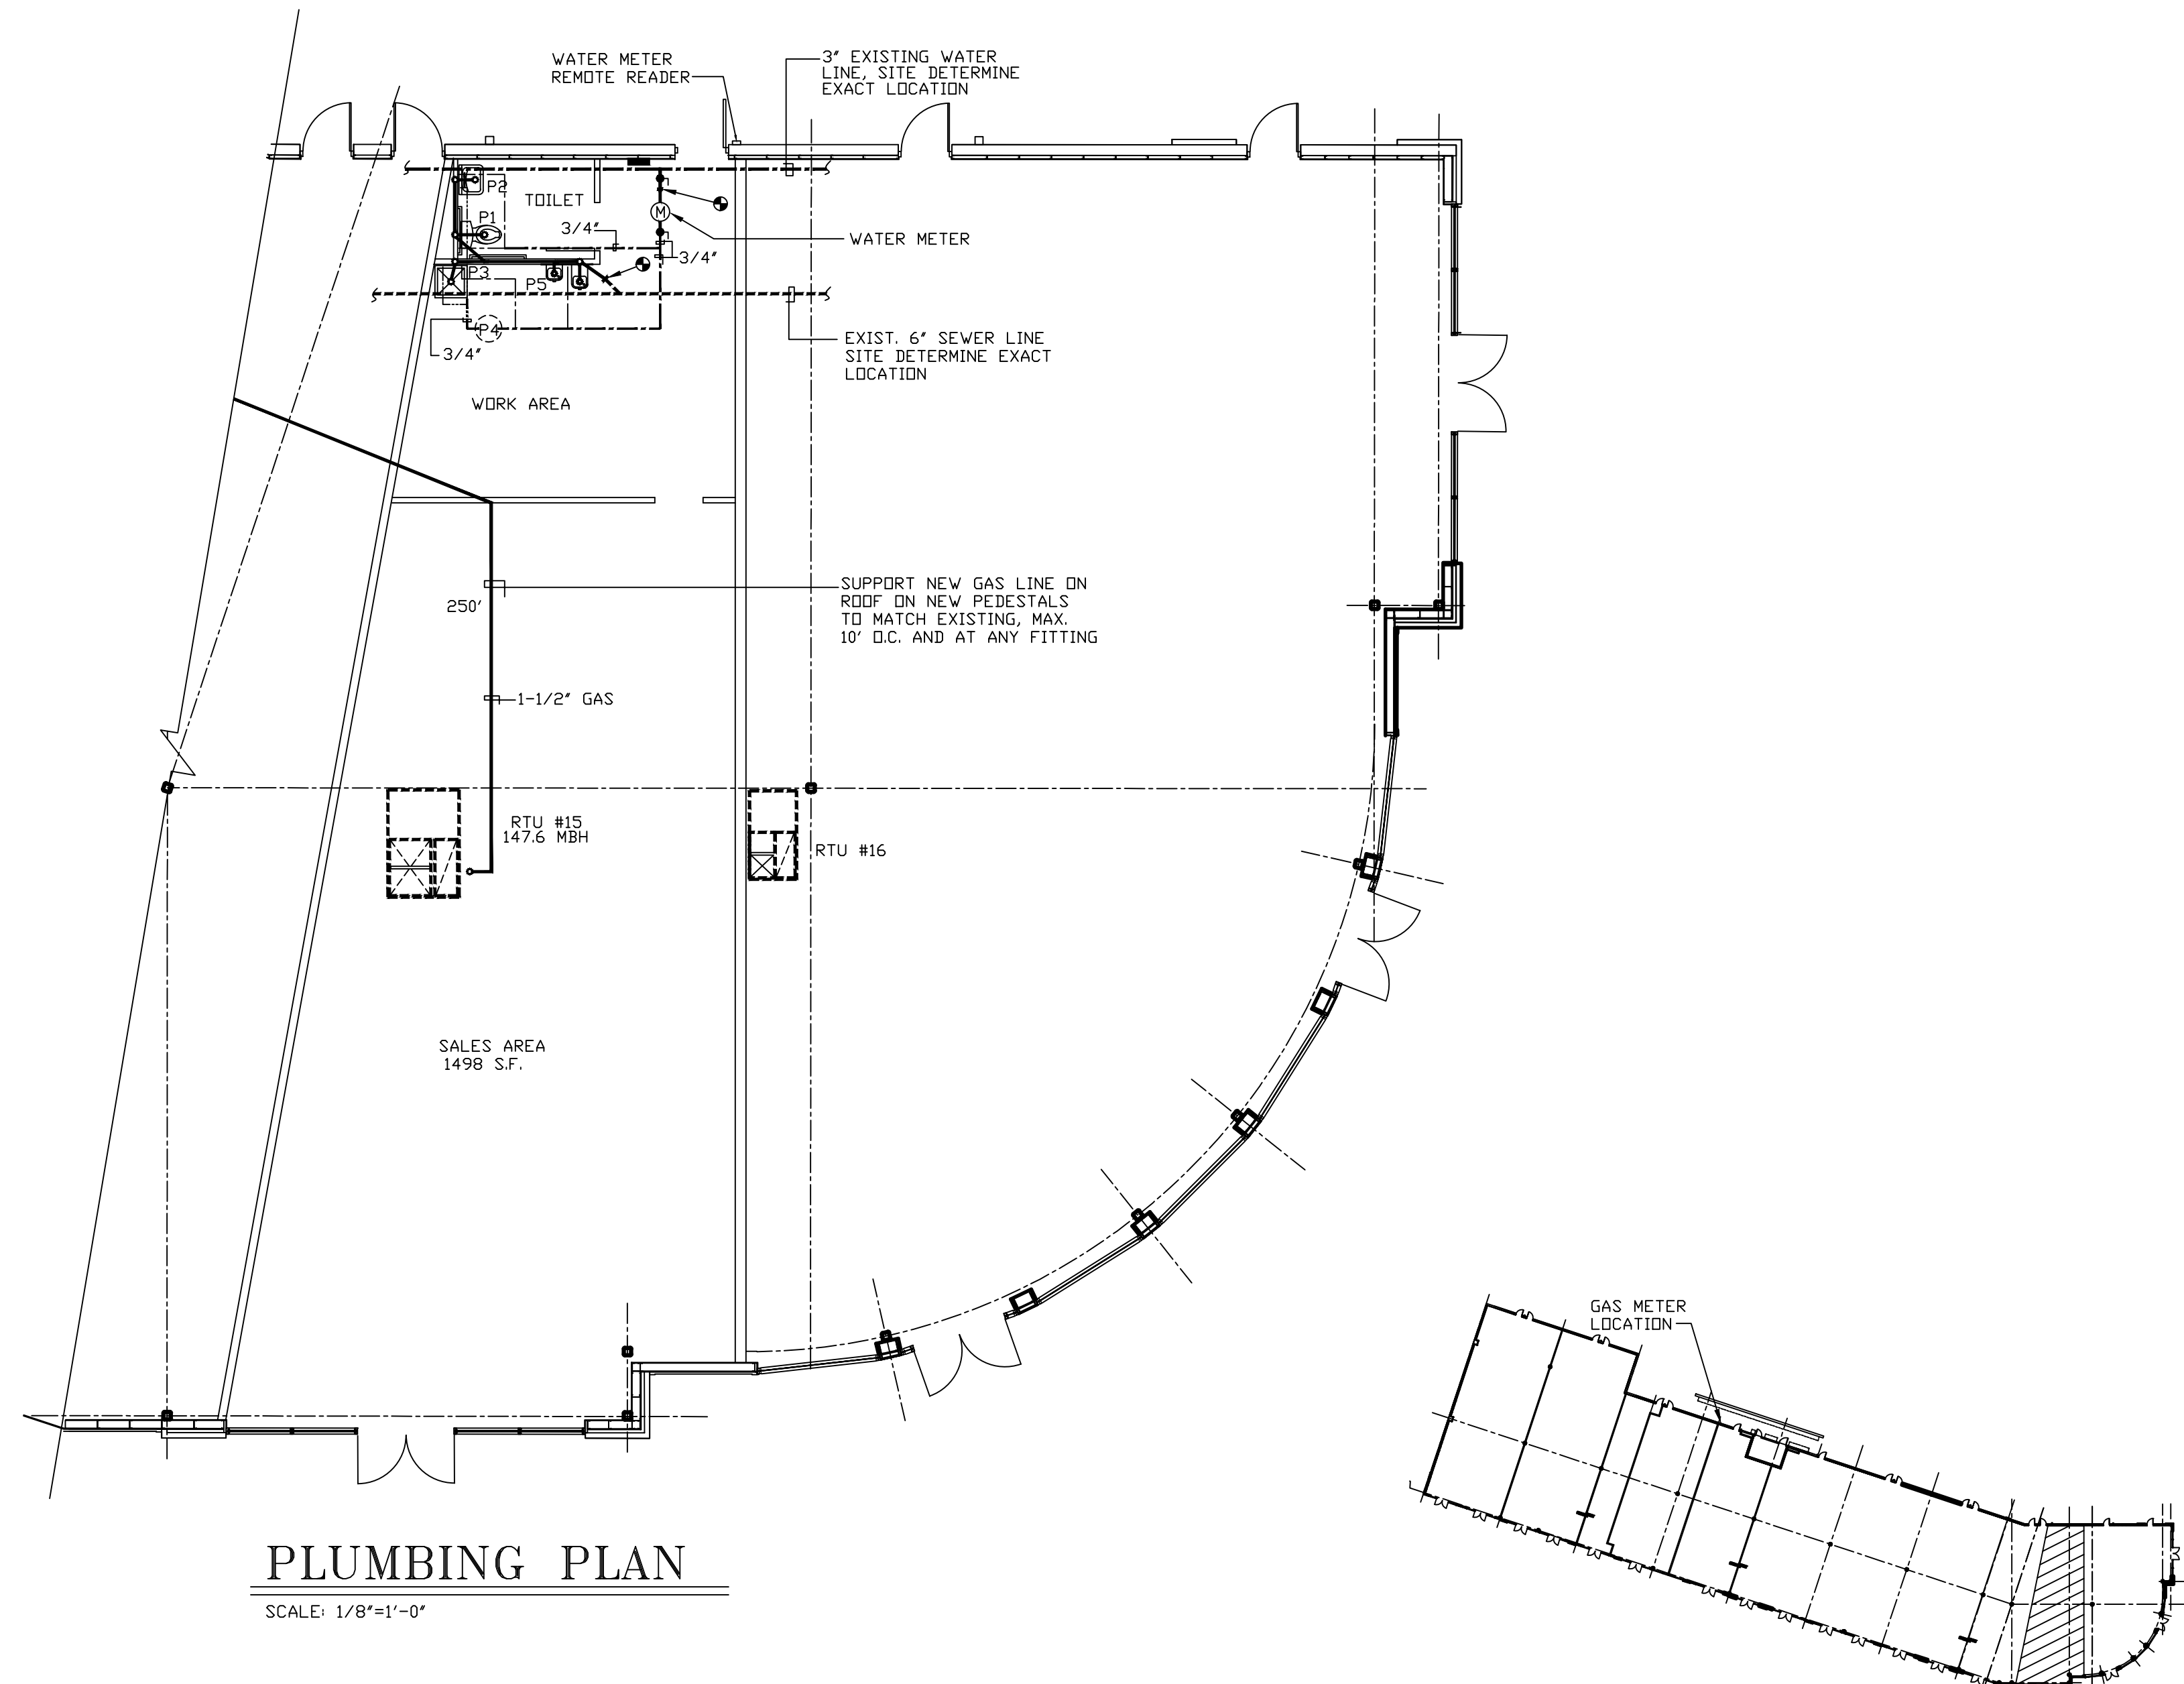 WATER METER
REMOTE READER
3" EXISTING WATER
LINE, SITE DETERMINE
EXACT LOCATION
P2
TOILET
P1
3/4"
M
WATER METER
3/4"
P3
P5
P4
3/4"
EXIST. 6" SEWER LINE
SITE DETERMINE EXACT
LOCATION
WORK AREA
SUPPORT NEW GAS LINE ON
ROOF ON NEW PEDESTALS
TO MATCH EXISTING, MAX.
10' O.C. AND AT ANY FITTING
250'
1-1/2" GAS
RTU #15
147.6 MBH
RTU #16
SALES AREA
1498 S.F.
GAS METER
LOCATION
PLUMBING PLAN
SCALE: 1/8"=1'-0"